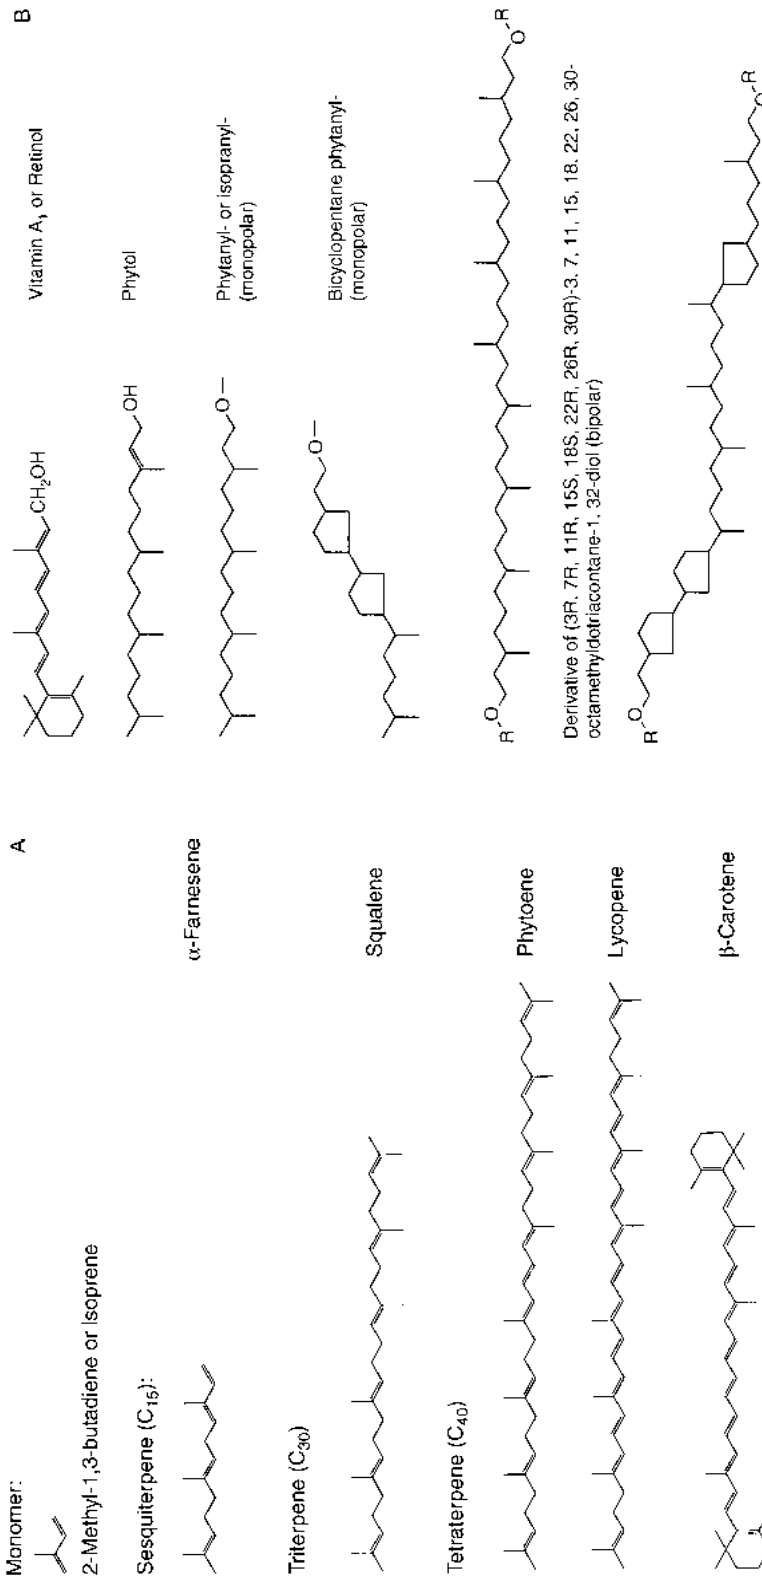 A
Monomer:
2-Methyl-1,3-butadiene or Isoprene
Sesquiterpene (C15):
α-Farnesene
Triterpene (C30)
Squalene
Tetraterpene (C40)
Phytoene
Lycopene
β-Carotene
B
CH2OH
Vitamin A, or Retinol
OH
Phytol
O
Phytanyl- or isopranyl-
(monopolar)
O
Bicyclopentane phytanyl-
(monopolar)
R
O
O
R
Derivative of (3R. 7R, 11R, 15S, 18S, 22R, 26R, 30R)-3. 7, 11, 15, 18. 22, 26, 30-
octamethyldotriacontane-1, 32-diol (bipolar)
R
O
O
R